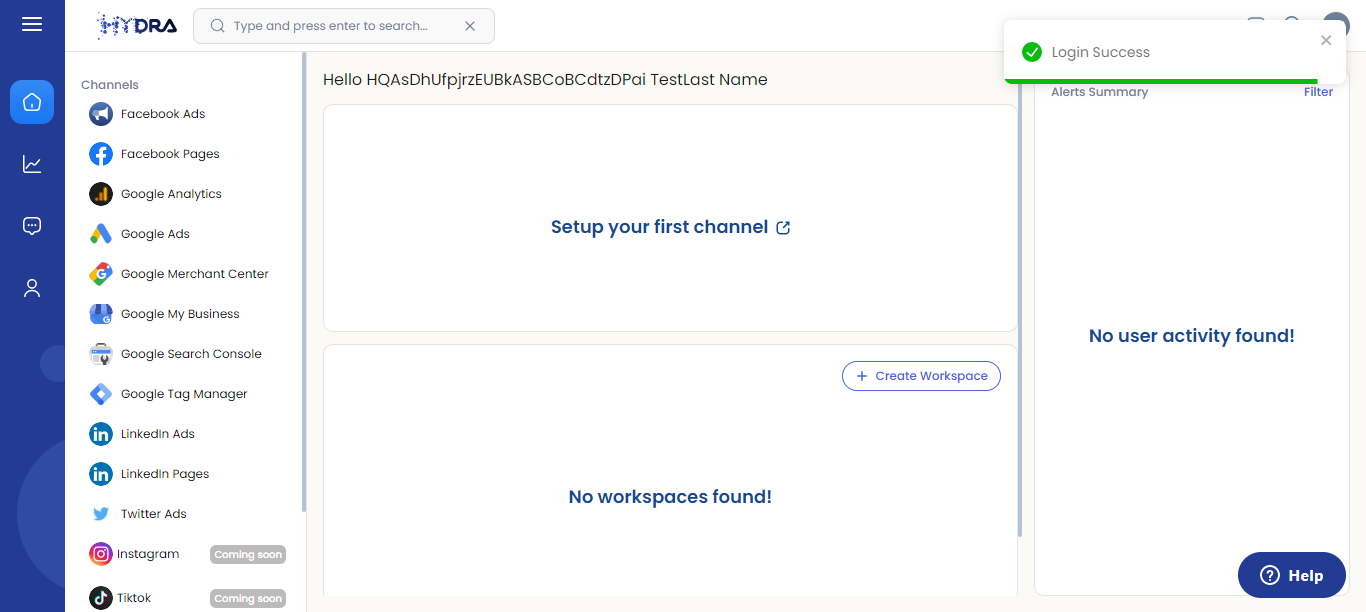 HYDRA
Type and press enter to search...
Login Success
Channels
Facebook Ads
Facebook Pages
Google Analytics
Google Ads
Google Merchant Center
Google My Business
Google Search Console
Google Tag Manager
LinkedIn Ads
LinkedIn Pages
Twitter Ads
Instagram Coming soon
Tiktok Coming soon
Hello HQAsDhUfpjrzEUBkASBCoBCdtzDPai TestLast Name
Setup your first channel
+ Create Workspace
No workspaces found!
Alerts Summary Filter
No user activity found!
Help